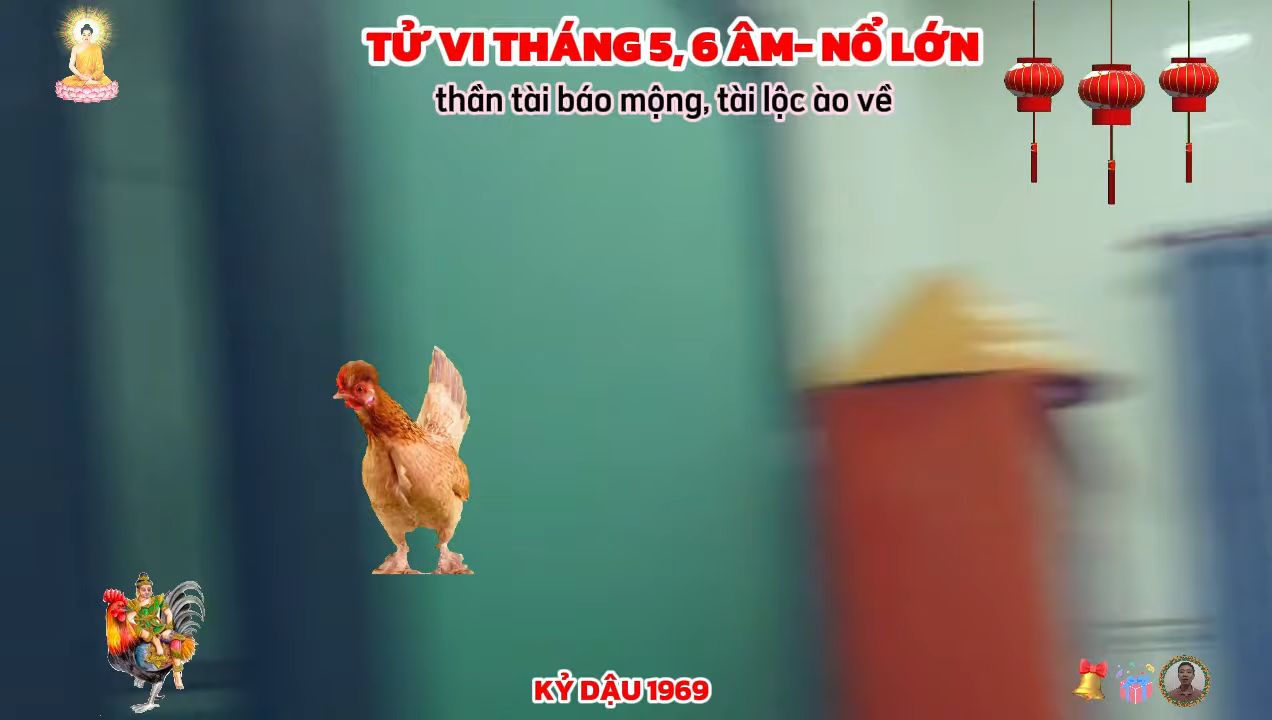 TỬ VI THÁNG 5, 6 ÂM- NỔ LỚN
thần tài báo mộng, tài lộc ào về
KỶ DẬU 1969